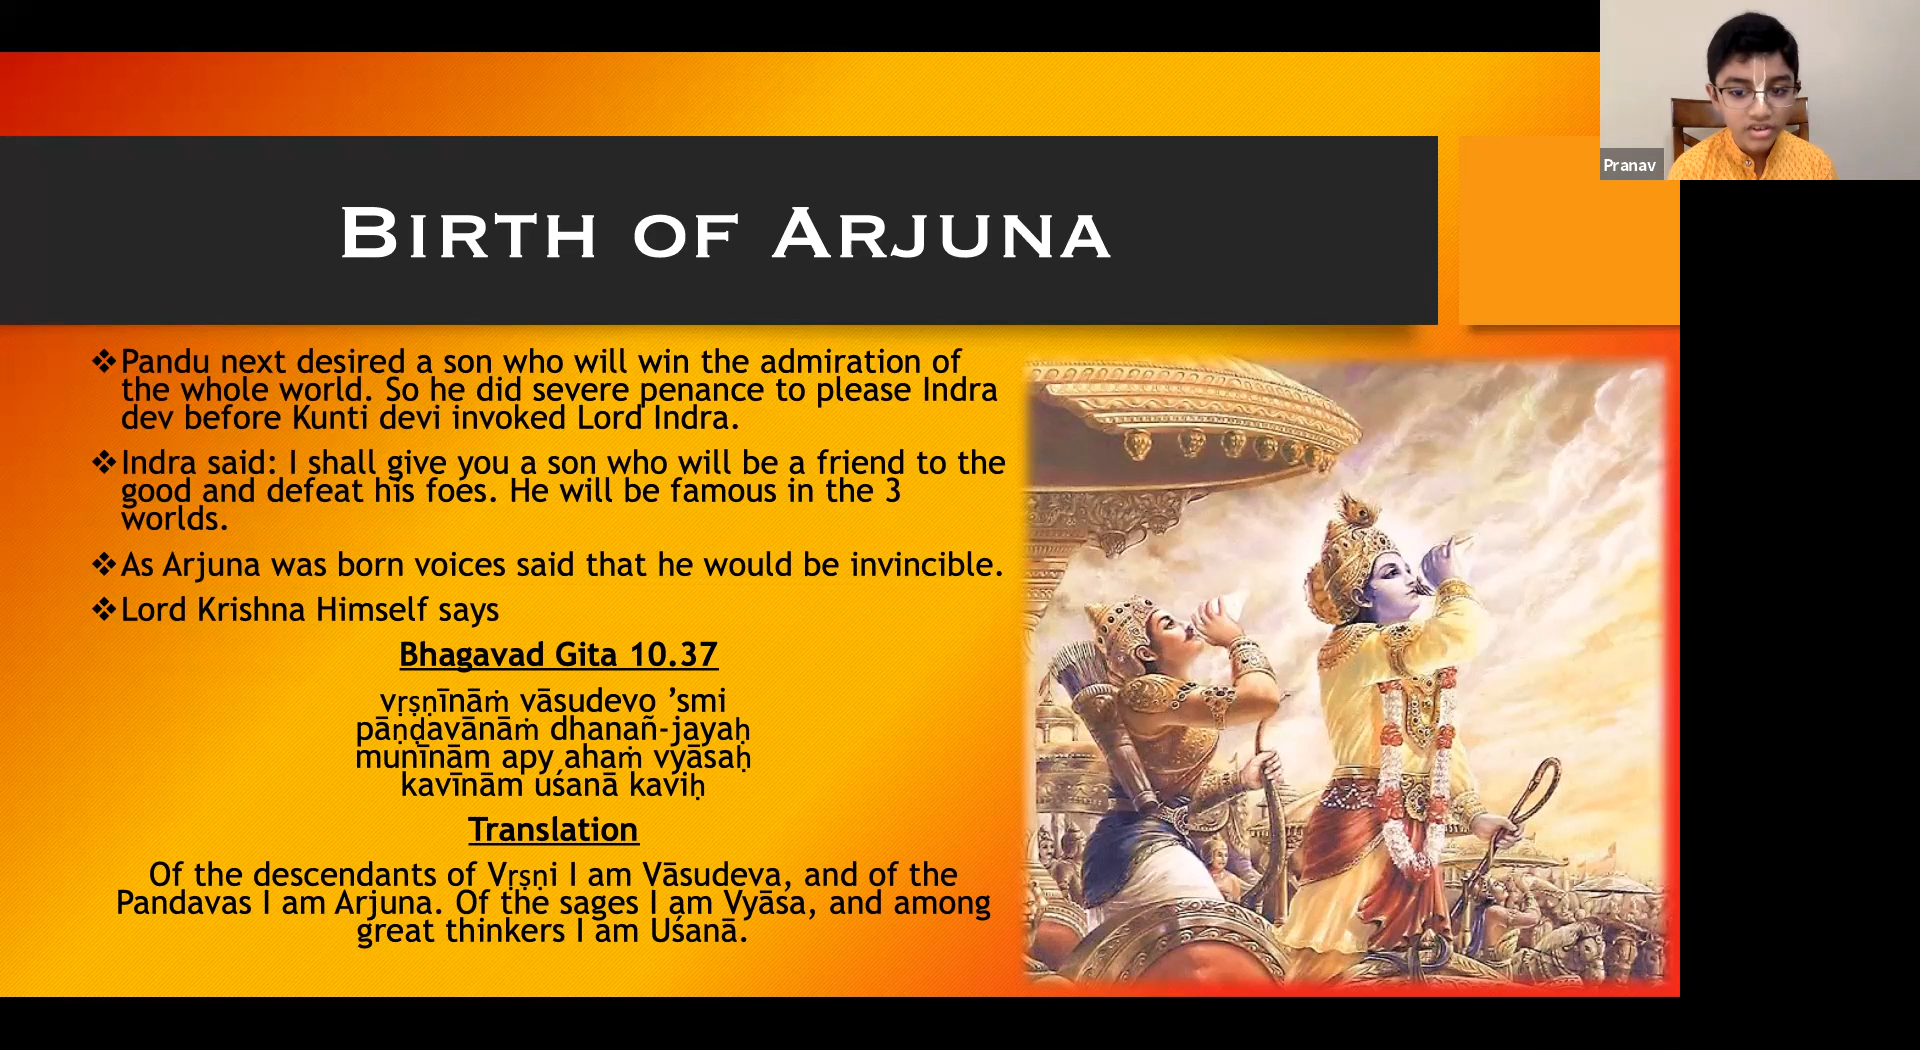 Pranav
BIRTH OF ARJUNA
❖Pandu next desired a son who will win the admiration of
the whole world. So he did severe penance to please Indra
dev before Kunti devi invoked Lord Indra.
❖Indra said: I shall give you a son who will be a friend to the
good and defeat his foes. He will be famous in the 3
worlds.
❖As Arjuna was born voices said that he would be invincible.
❖Lord Krishna Himself says
Bhagavad Gita 10.37
vṛṣṇīnāṁ vāsudevo ’smi
pāṇḍavānāṁ dhanañ-jayaḥ
munīnām apy ahaṁ vyāsaḥ
kavīnām uśanā kaviḥ
Translation
Of the descendants of Vṛṣṇi I am Vāsudeva, and of the
Pandavas I am Arjuna. Of the sages I am Vyāsa, and among
great thinkers I am Uśanā.